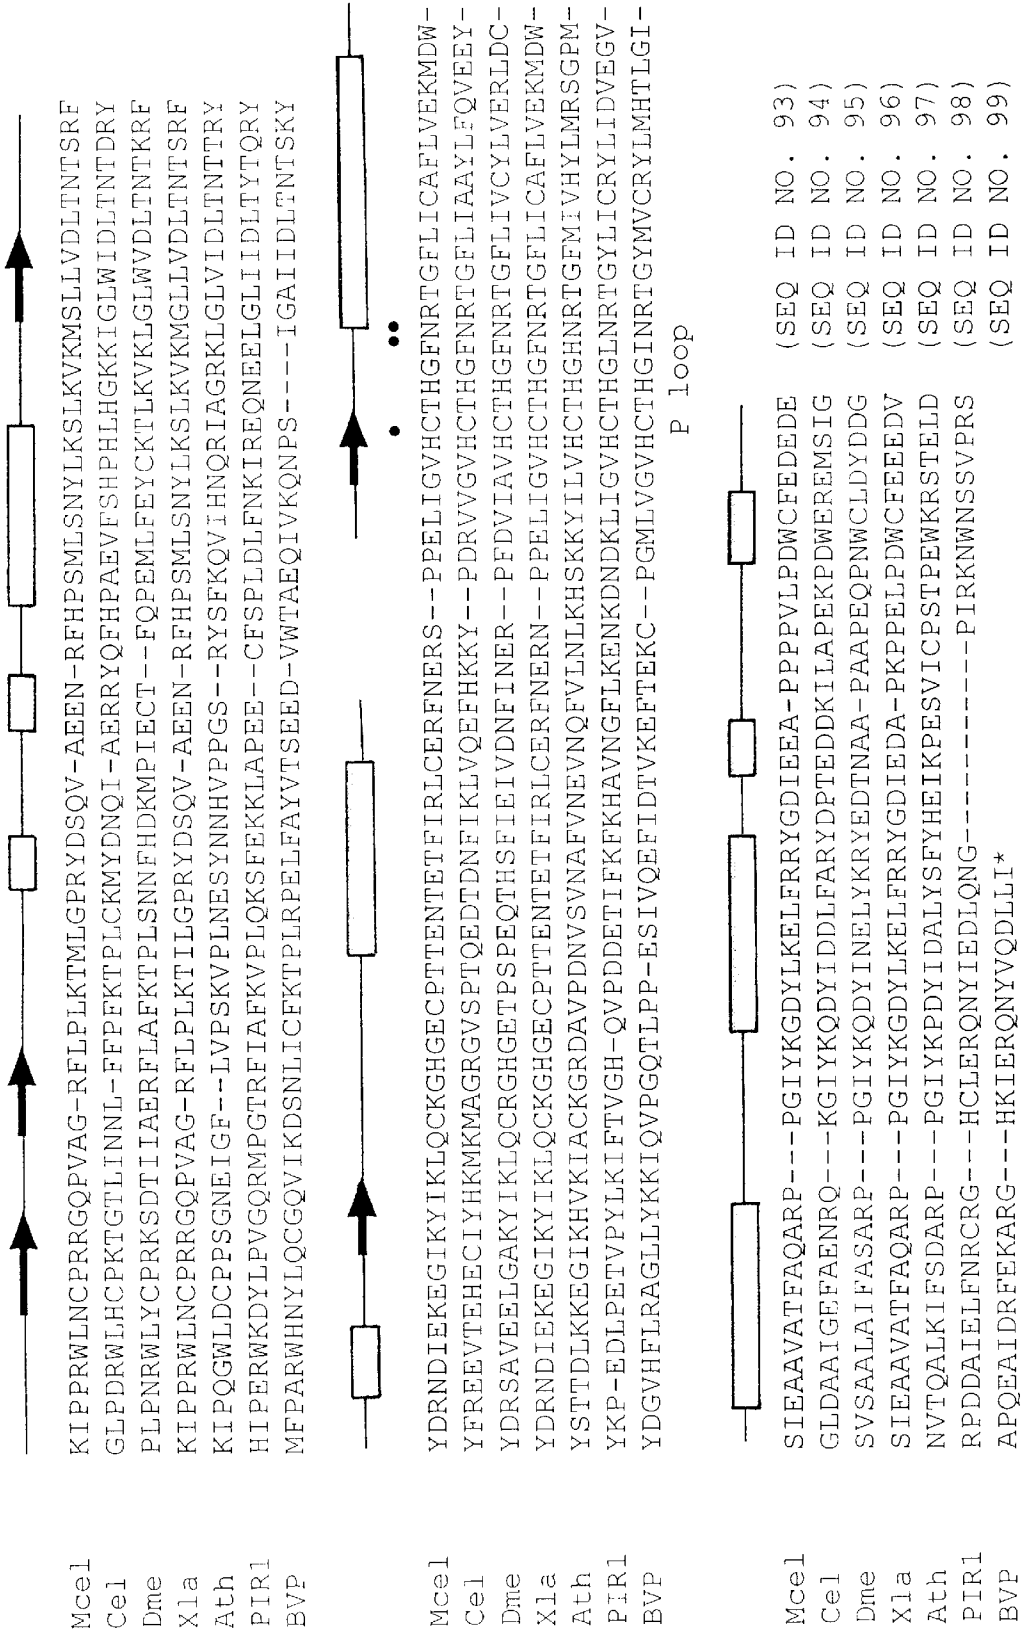 Mce1 KIPPRWLNCPRRGQPVAG-RFLPLKTMLGPRYDSQV-AEEN-RFHPSMLSNYLKSLKVKMSLLVDLTNTSRF
Cel GLPDRWLHCPKTGTLINNL-FFPFKTPLCKMYDNQI-AERRYQFHPAEVFSHPHLHGKKIGLWIDLTNTDRY
Dme PLPNRWLYCPRKSDTIIAERFLAFKTPLSNNFHDKMPIECT--FQPEMLFEYCKTLKVKLGLWVDLTNTKRF
Xla KIPPRWLNCPRRGQPVAG-RFLPLKTILGPRYDSQV-AEEN-RFHPSMLSNYLKSLKVKMGLLVDLTNTSRF
Ath KIPQGWLDCPPSGNEIGF---LVPSKVPLNESYNNHVPPGS--RYSFKQVIHNQRIAGRKLGLVIDLTNTTRY
PIR1 HIPERWKDYLPVGQRMPGTRFIAFKVPLQKSFEKKLAPEE--CFSPLDLFNKIREQNEELGLIIDLTYTQRY
BVP MFPARWHNYLQCGQVIKDSNLICFKTPLRPELFAYVTSEED-VWTAEQIVKQNPS----IGAIIDLTNTSKY
Mce1 YDRNDIEKEGIKYIKLQCKGHGECPTTENTETFIRLCERFNERS--PPELIGVHCTHGFNRTGFLICAFLVEKMDW-
Cel YFREEVTEHECIYHKMKMAGRGVSPTQEDTDNFIKLVQEFHKKY--PDRVVGVHCTHGFNRTGFLIAAYLFQVEEY-
Dme YDRSAVEELGAKYIKLQCRGHGETPSPEQTHSFIEIVDNFINER--PFDVIAVHCTHGFNRTGFLIVCYLVERLDC-
Xla YDRNDIEKEGIKYIKLQCKGHGECPTTENTETFIRLCERFNERN--PPELIGVHCTHGFNRTGFLICAFLVEKMDW-
Ath YSTTDLKKEGIKHVKIACKGRDAVPDNVSVNAFVNEVNQFVLNLKHSKKYILVHCTHGHNRTGFMIVHYLMRSGPM-
PIR1 YKP-EDLPETVPYLKIFTVGH-QVPDDETIFKFKHAVNGFLKENKDNDKLIGVHCTHGLNRTGYLICRYLIDVEGV-
BVP YDGVHFLRAGLLYKKIQVPGQTLPP-ESIVQEFIDTVKEFTEKC--PGMLVGVHCTHGINRTGYMVCRYLMHTLGI-
P loop
Mce1 SIEAAVATFAQARP---PGIYKGDYLKELFRRYGDIEEA-PPPPVLPDWCFEDEDE (SEQ ID NO. 93)
Cel GLDAAIGEFAENRQ---KGIYKQDYIDDLFARYDPTEDDKILAPEKPDWEREMSIG (SEQ ID NO. 94)
Dme SVSAALAIFASARP---PGIYKQDYINELYKRYEDTNAA-PAAPEQPNWCLDYDDG (SEQ ID NO. 95)
Xla SIEAAVATFAQARP---PGIYKGDYLKELFRRYGDIEDA-PKPPELPDWCFEEEDV (SEQ ID NO. 96)
Ath NVTQALKIFSDARP---PGIYKPDYIDALYSFYHEIKPESVICPSTPEWKRSTELD (SEQ ID NO. 97)
PIR1 RPDDAIELFNRCRG---HCLERQNYIEDLQNG-----------PIRKNWNSSVPRS (SEQ ID NO. 98)
BVP APQEAIDRFEKARG---HKIERQNYVQDLLI* (SEQ ID NO. 99)